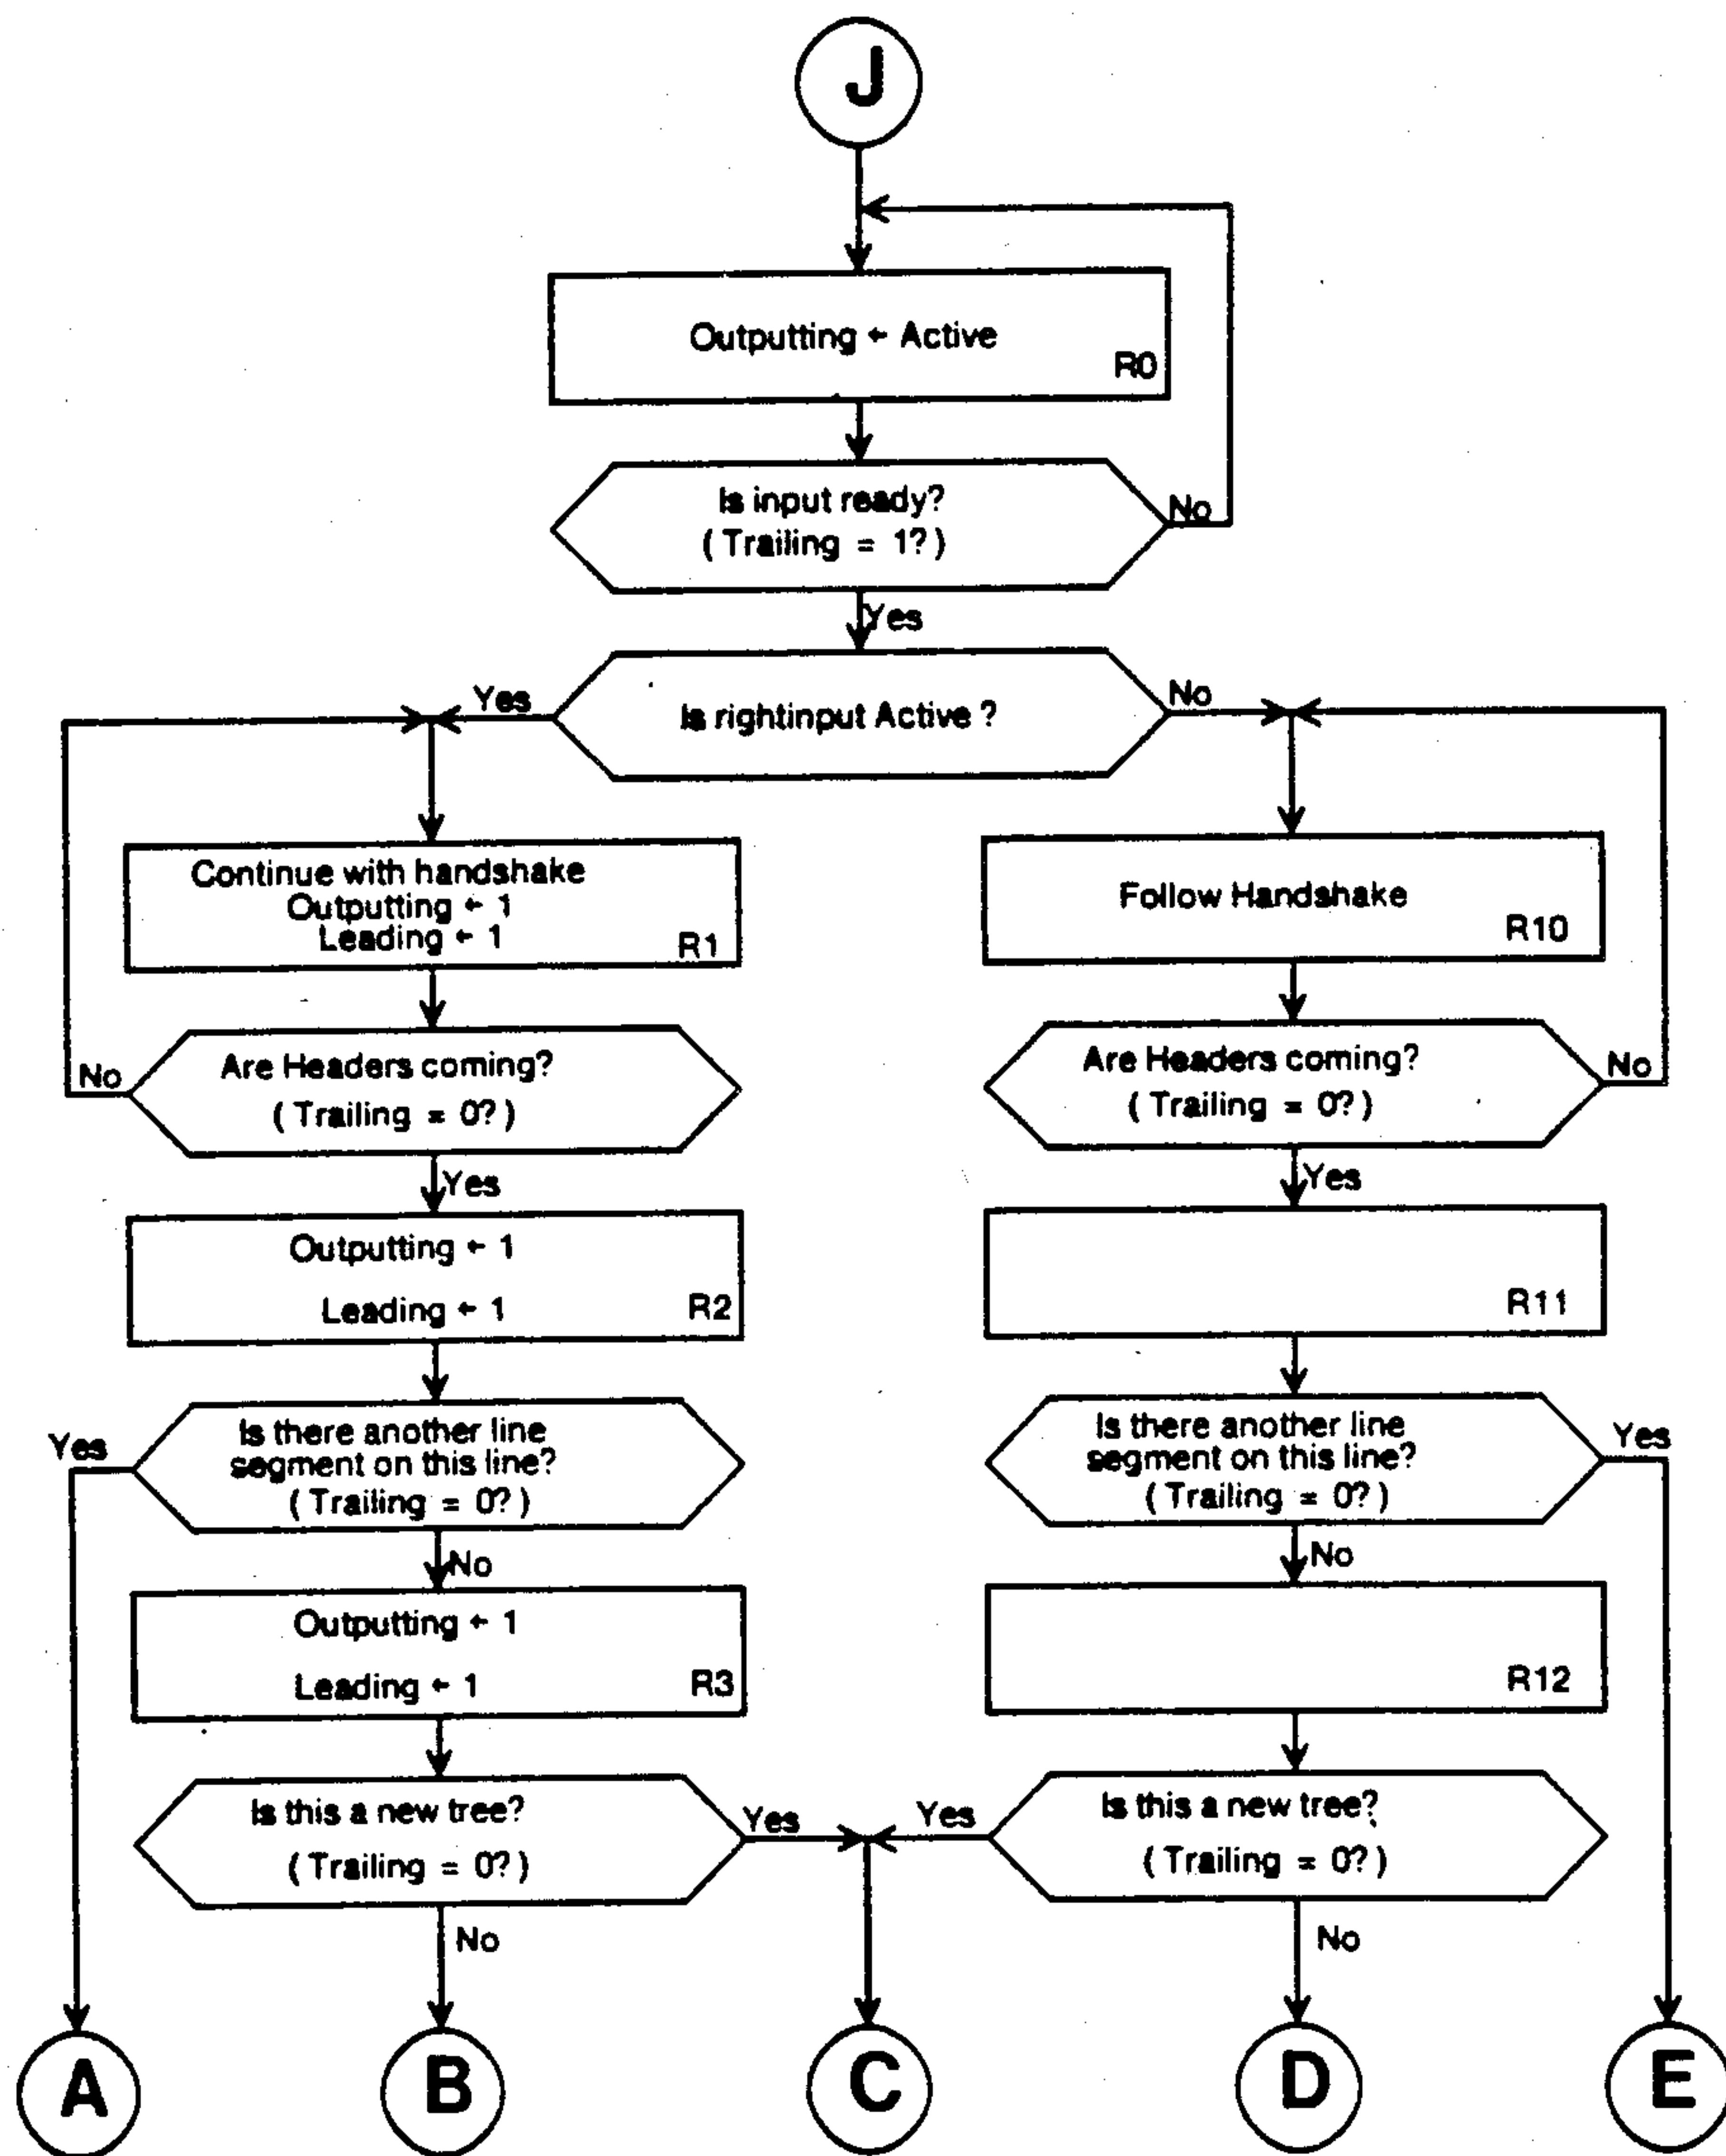 J
Outputting ← Active
R0
Is input ready?
( Trailing = 1?)
No
Yes
Is rightinput Active ?
Yes
No
Continue with handshake
Outputting ← 1
Leading ← 1
R1
Follow Handshake
R10
Are Headers coming?
( Trailing = 0?)
No
Yes
Are Headers coming?
( Trailing = 0?)
No
Yes
Outputting ← 1
Leading ← 1
R2
R11
Is there another line
segment on this line?
( Trailing = 0?)
Yes
No
Is there another line
segment on this line?
( Trailing = 0?)
Yes
No
Outputting ← 1
Leading ← 1
R3
R12
Is this a new tree?
( Trailing = 0?)
Yes
No
Is this a new tree?
( Trailing = 0?)
Yes
No
A
B
C
D
E